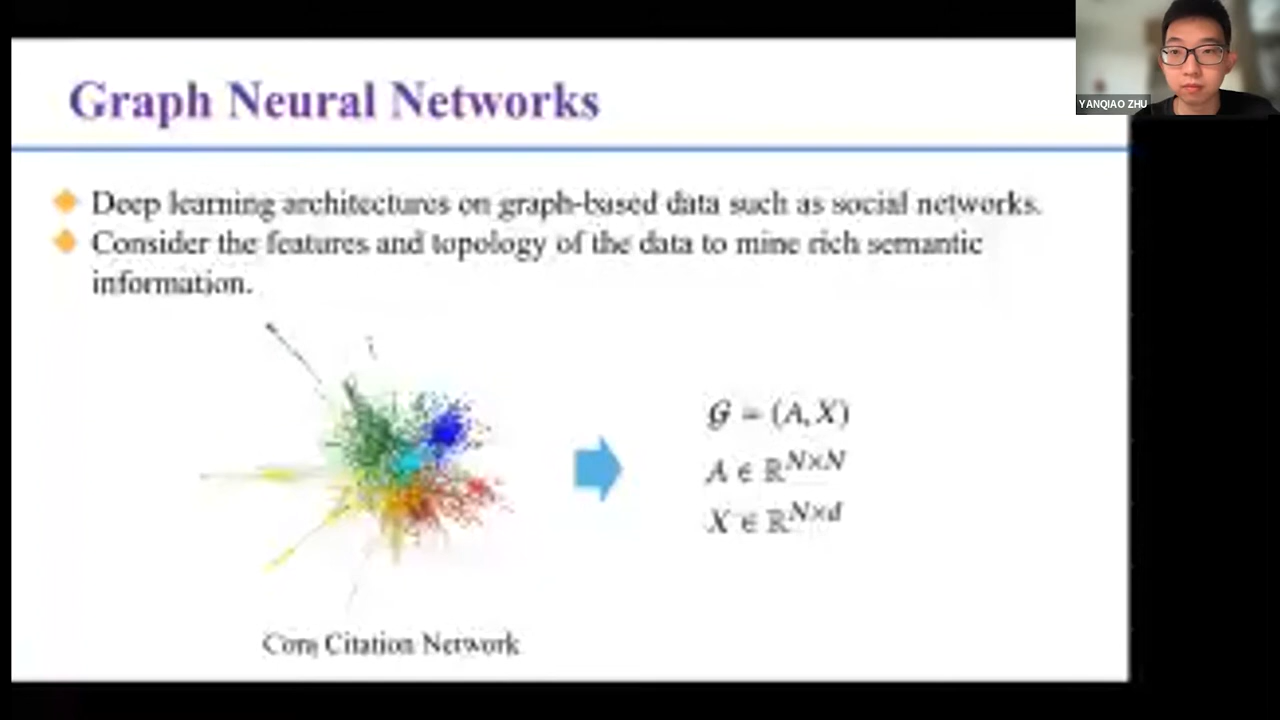 Graph Neural Networks
YANQIAO ZHU
Deep learning architectures on graph-based data such as social networks.
Consider the features and topology of the data to mine rich semantic
information.
𝒢 = (A, X)
A ∈ ℝ^{N×N}
X ∈ ℝ^{N×d}
Cora Citation Network